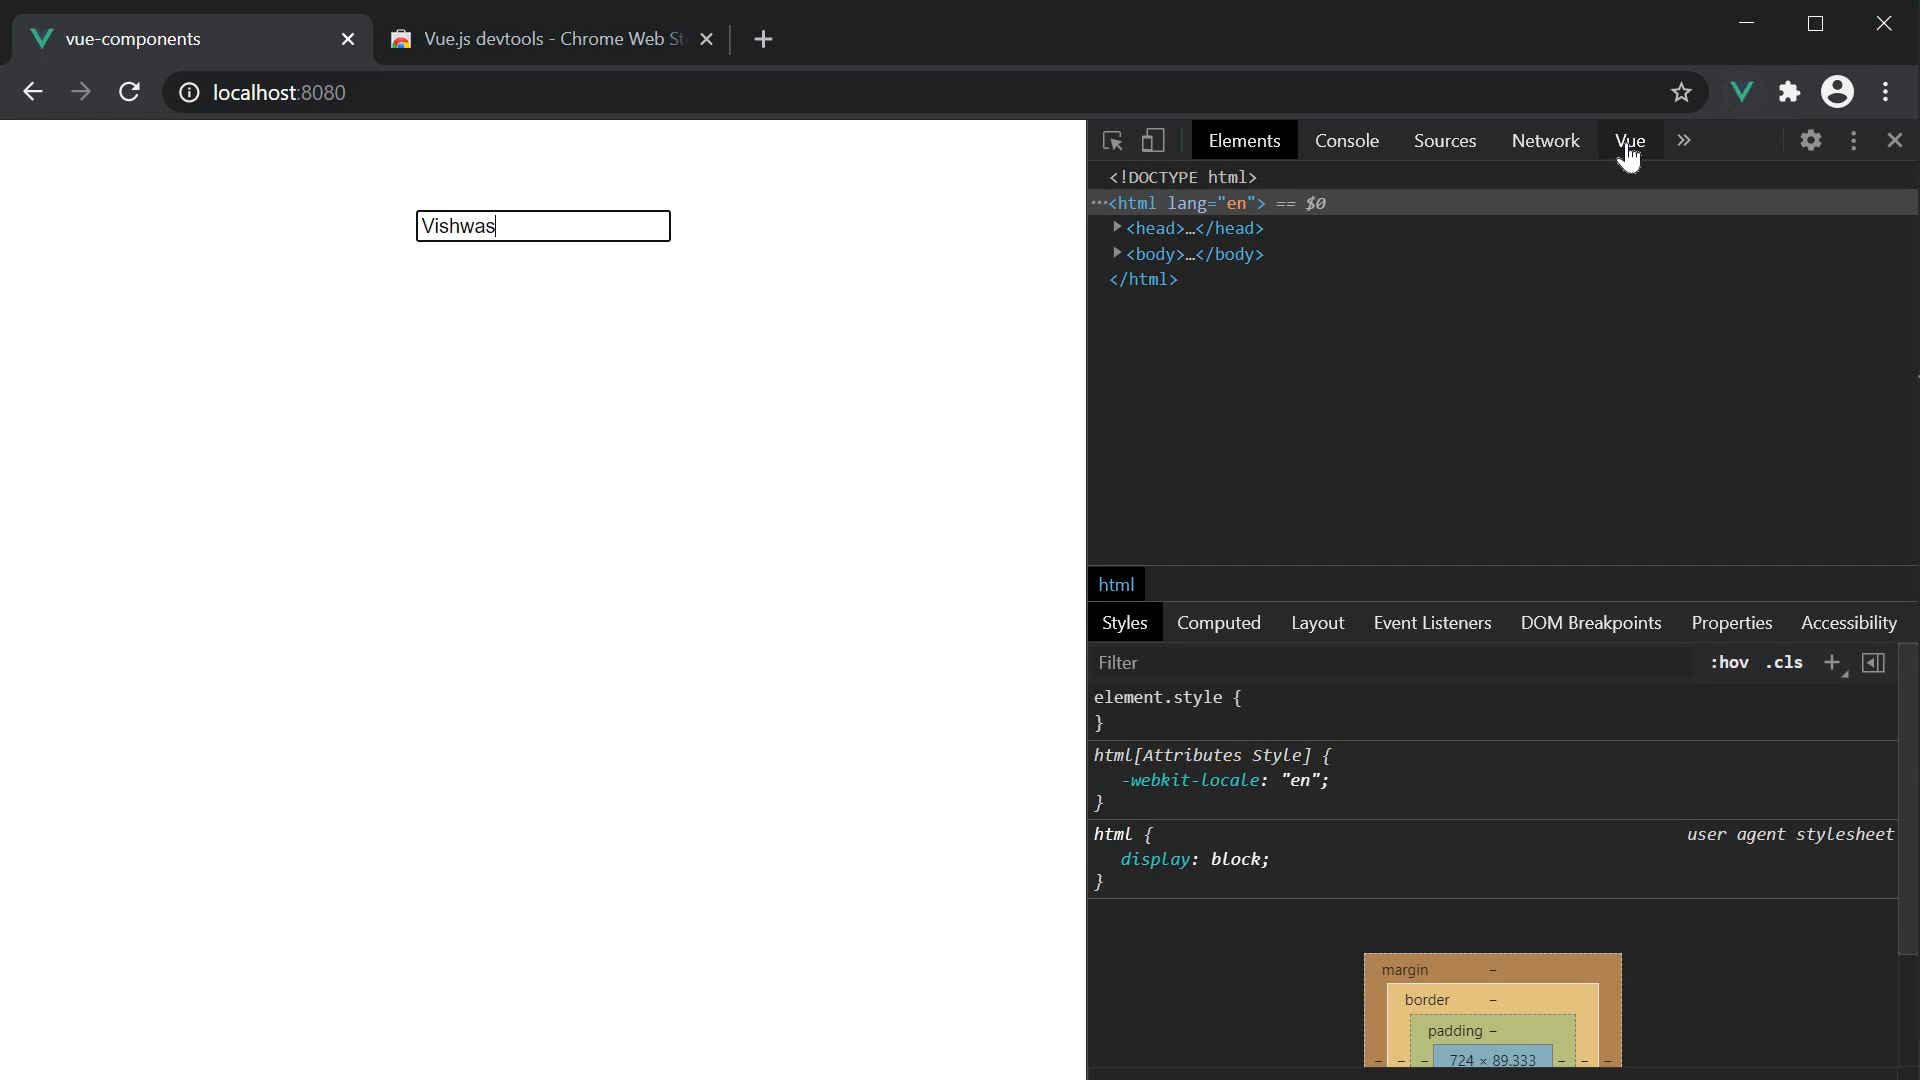 vue-components
Vue.js devtools - Chrome Web St
localhost:8080
Vishwas
Elements Console Sources Network Vue
<!DOCTYPE html>
<html lang="en"> == $0
<head>…</head>
<body>…</body>
</html>
html
Styles Computed Layout Event Listeners DOM Breakpoints Properties Accessibility
Filter :hov .cls
element.style {
}
html[Attributes Style] {
-webkit-locale: "en";
}
html { user agent stylesheet
display: block;
}
margin –
border –
padding –
– – – 724 × 89.333 – – –